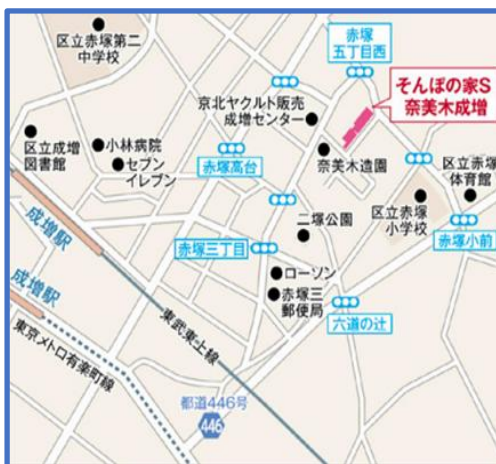 区立赤塚第二
中学校
赤塚
五丁目西
そんぽの家S
奈美木成増
京北ヤクルト販売
成増センター
区立成増
図書館
小林病院
セブン
イレブン
赤塚高台
奈美木造園
区立赤塚
体育館
区立赤塚
小学校
成増駅
二塚公園
赤塚三丁目
赤塚小前
ローソン
赤塚三
郵便局
六道の辻
成増駅
東武東上線
東京メトロ有楽町線
都道446号
446